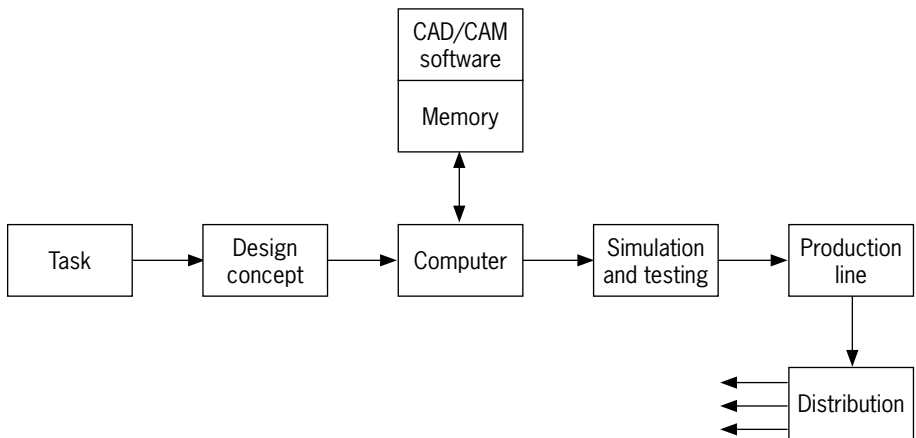 CAD/CAM
software
Memory
Task
Design
concept
Computer
Simulation
and testing
Production
line
Distribution